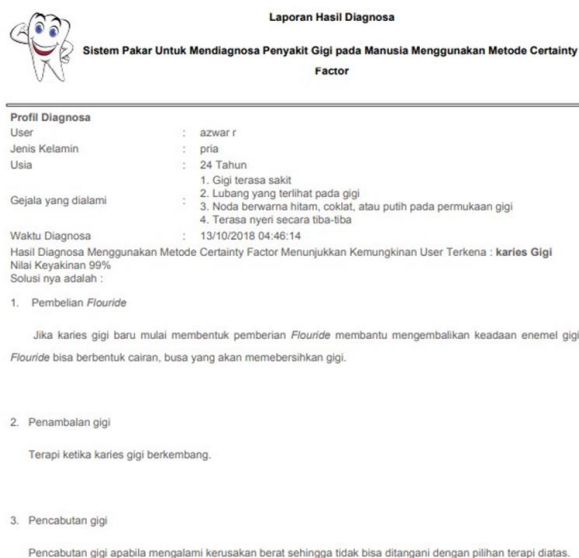 Laporan Hasil Diagnosa
Sistem Pakar Untuk Mendiagnosa Penyakit Gigi pada Manusia Menggunakan Metode Certainty
Factor
Profil Diagnosa
User : azwar r
Jenis Kelamin : pria
Usia : 24 Tahun
Gejala yang dialami : 1. Gigi terasa sakit
2. Lubang yang terlihat pada gigi
3. Noda berwarna hitam, coklat, atau putih pada permukaan gigi
4. Terasa nyeri secara tiba-tiba
Waktu Diagnosa : 13/10/2018 04:46:14
Hasil Diagnosa Menggunakan Metode Certainty Factor Menunjukkan Kemungkinan User Terkena : karies Gigi
Nilai Keyakinan 99%
Solusi nya adalah :
1. Pembelian Flouride
Jika karies gigi baru mulai membentuk pemberian Flouride membantu mengembalikan keadaan enemel gigi
Flouride bisa berbentuk cairan, busa yang akan memebersihkan gigi.
2. Penambalan gigi
Terapi ketika karies gigi berkembang.
3. Pencabutan gigi
Pencabutan gigi apabila mengalami kerusakan berat sehingga tidak bisa ditangani dengan pilihan terapi diatas.